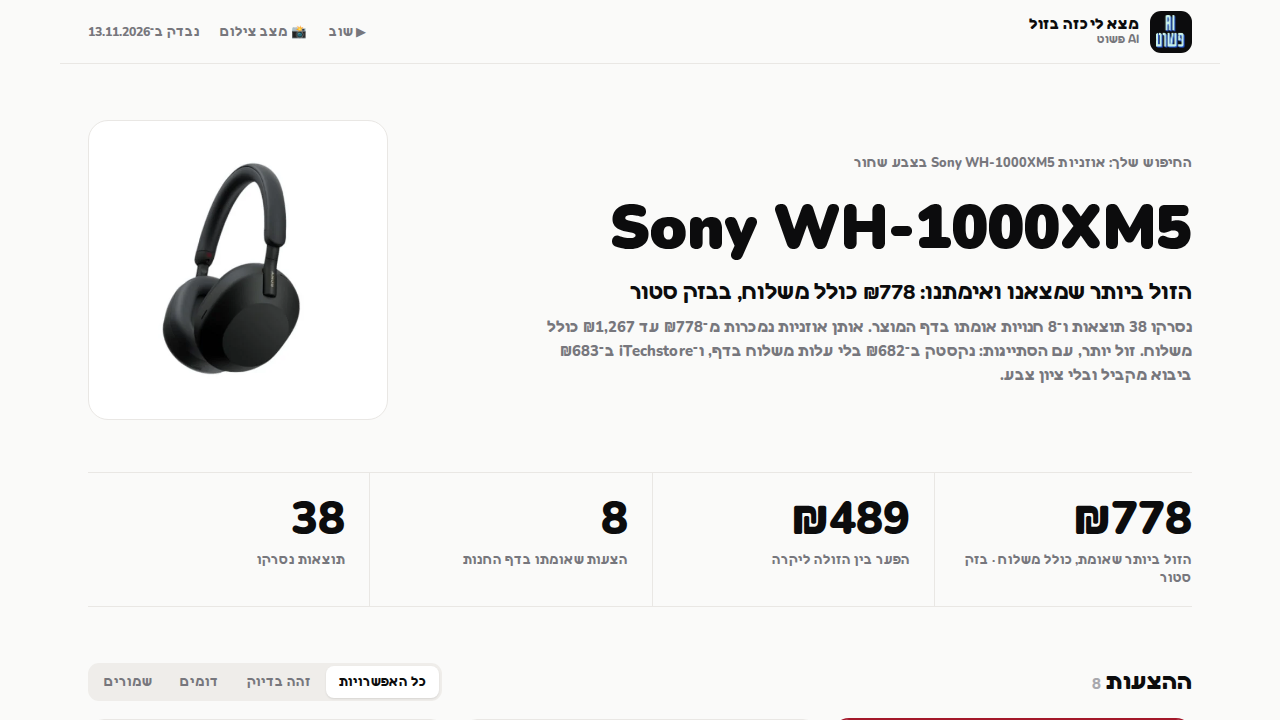 AI
פשוט
מצא לי כזה בזול
AI פשוט
▶ שוב
📸 מצב צילום
נבדק ב־13.11.2026
החיפוש שלך: אוזניות Sony WH-1000XM5 בצבע שחור
Sony WH-1000XM5
הזול ביותר שמצאנו ואימתנו: ₪778 כולל משלוח, בבזק סטור
נסרקו 38 תוצאות ו־8 חנויות אומתו בדף המוצר. אותן אוזניות נמכרות מ־₪778 עד ₪1,267 כולל
משלוח. זול יותר, עם הסתייגות: נקסטק ב־₪682 בלי עלות משלוח בדף, ו־iTechstore ב־₪683
ביבוא מקביל ובלי ציון צבע.
₪778
הזול ביותר שאומת, כולל משלוח · בזק
סטור
₪489
הפער בין הזולה ליקרה
8
הצעות שאומתו בדף החנות
38
תוצאות נסרקו
ההצעות 8
כל האפשרויות
זהה בדיוק
דומים
שמורים